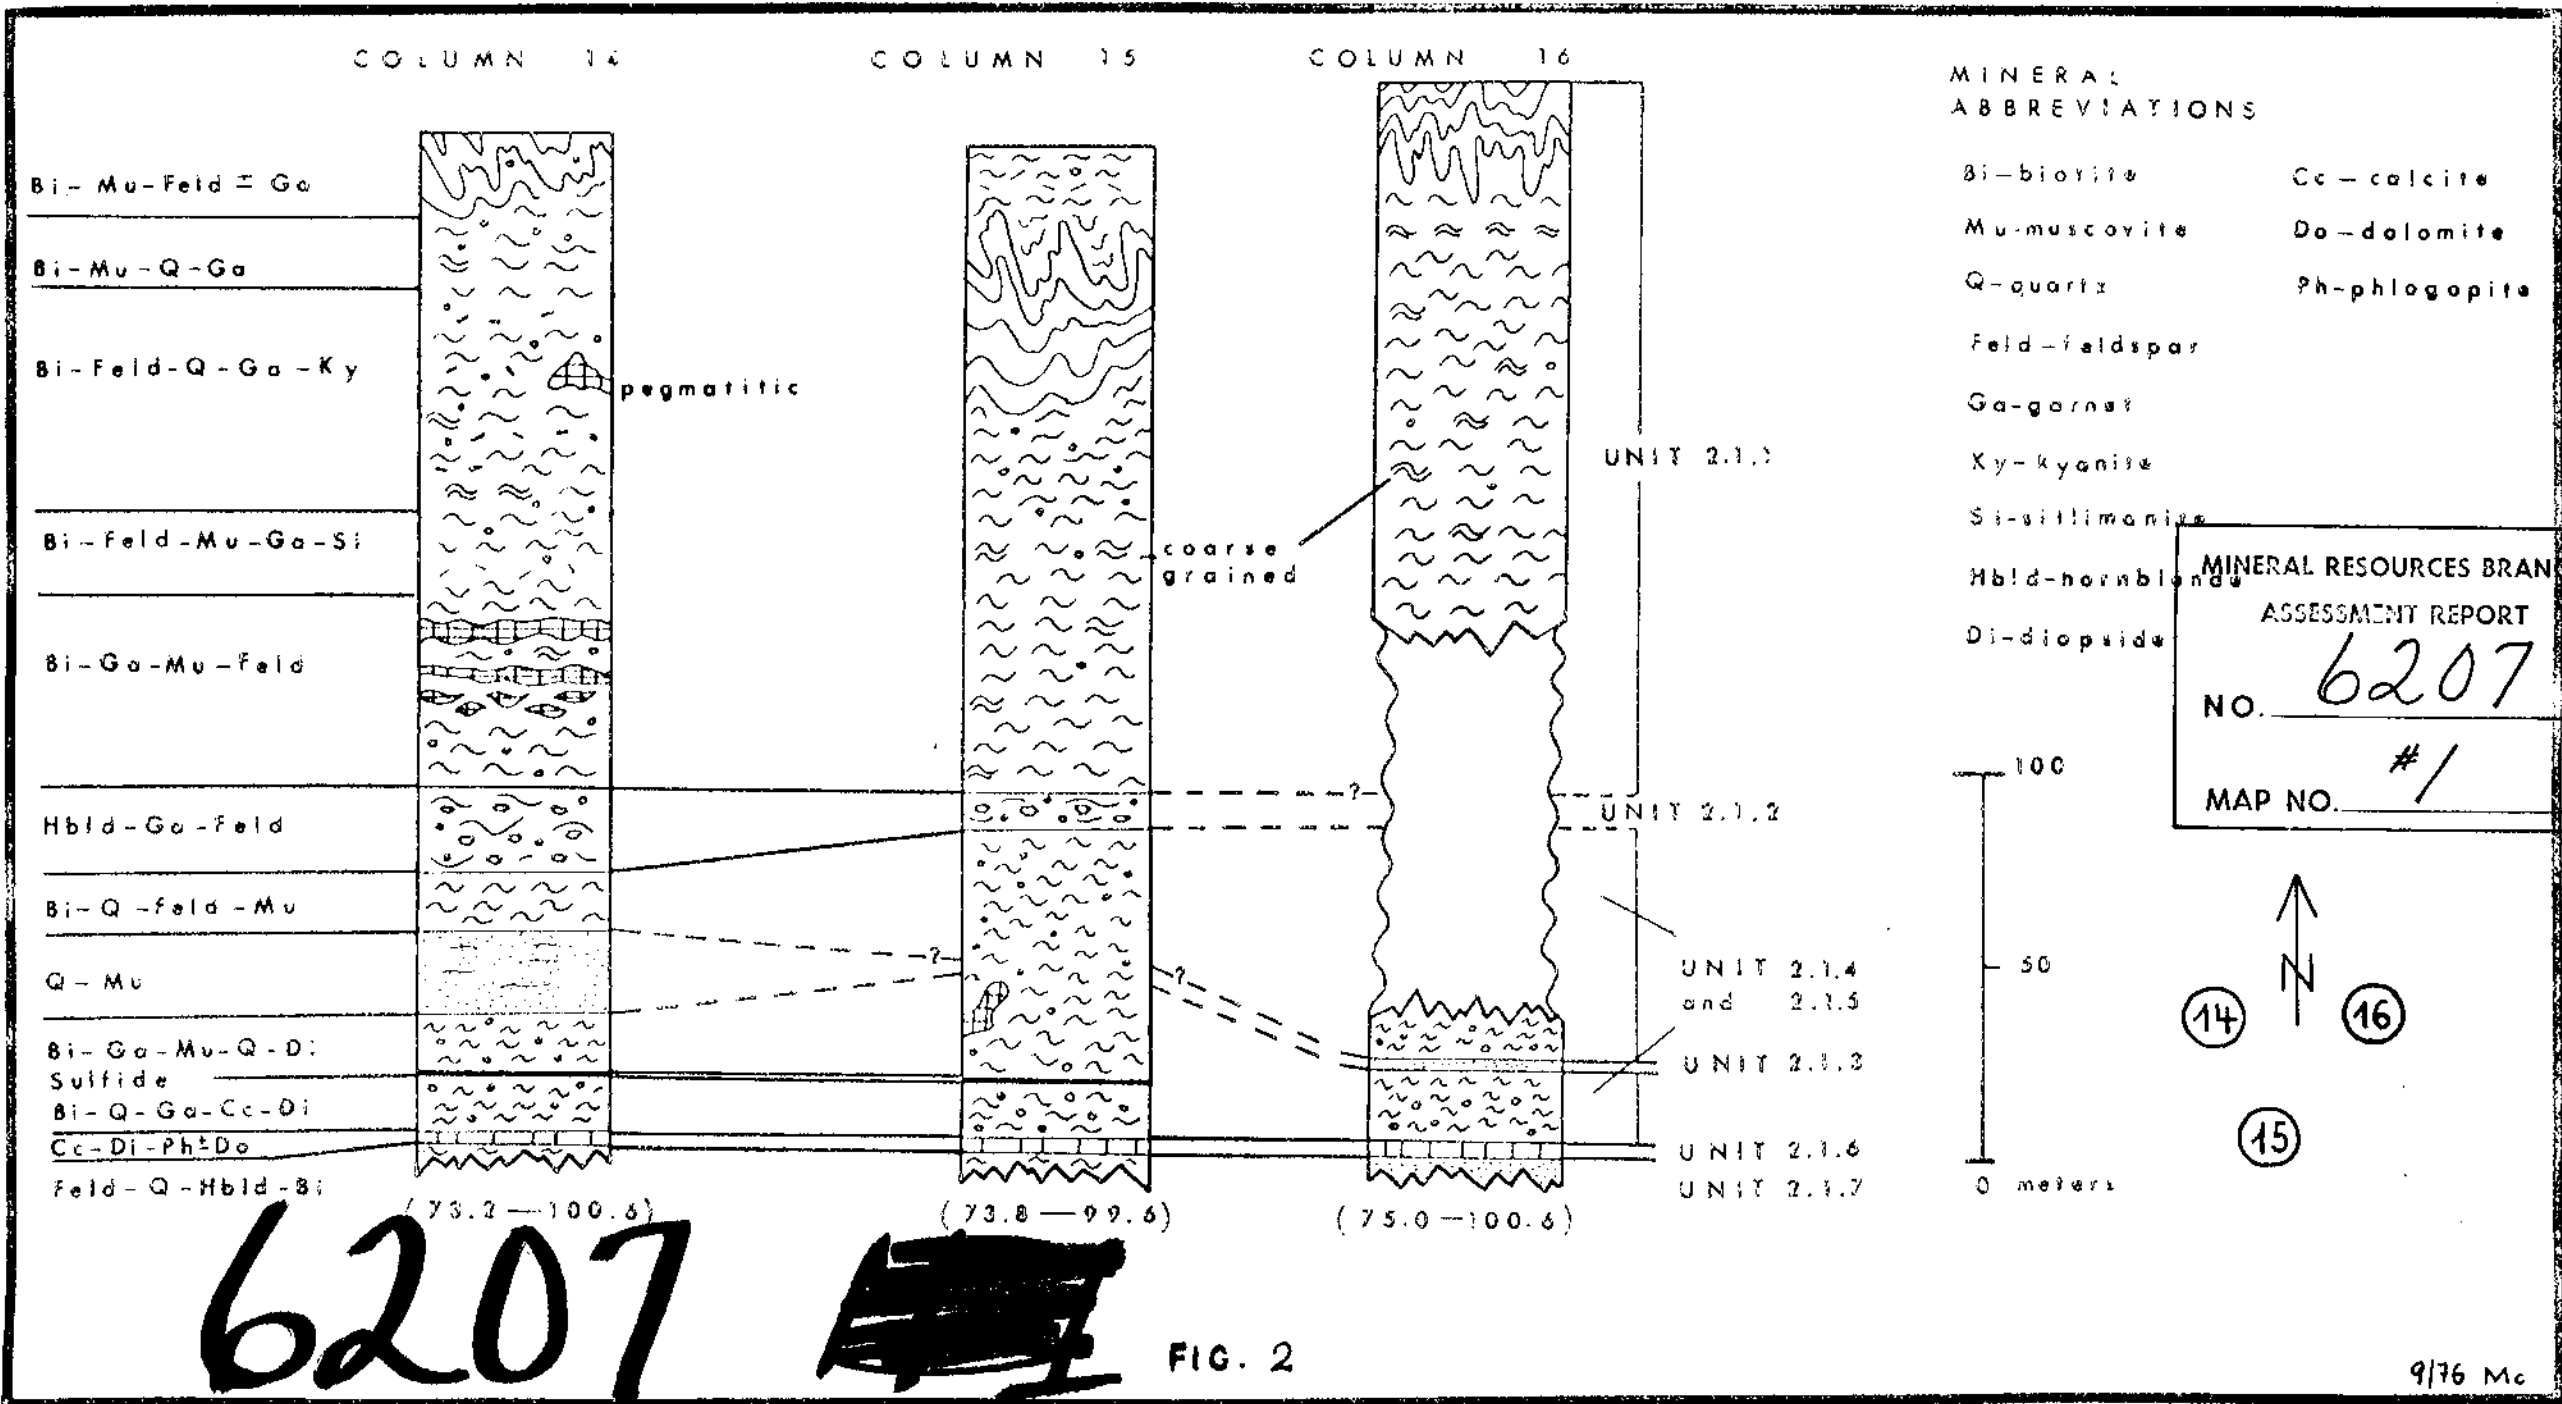 COLUMN 14
COLUMN 15
COLUMN 16
Bi-Mu-Feld ± Ga
Bi-Mu-Q-Ga
Bi-Feld-Q-Ga-Ky
Bi-Feld-Mu-Ga-Si
Bi-Ga-Mu-Feld
Hbld-Ga-Feld
Bi-Q-Feld-Mu
Q-Mu
Bi-Ga-Mu-Q-Di
Sulfide
Bi-Q-Ga-Cc-Di
Cc-Di-Ph±Do
Feld-Q-Hbld-Bi
pegmatitic
coarse
grained
?
?
?
UNIT 2.1.1
UNIT 2.1.2
UNIT 2.1.4
and 2.1.5
UNIT 2.1.3
UNIT 2.1.6
UNIT 2.1.7
(73.2—100.6)
(73.8—99.6)
(75.0—100.6)
MINERAL
ABBREVIATIONS
Bi-biotite
Mu-muscovite
Q-quartz
Feld-feldspar
Ga-garnet
Ky-kyanite
Si-sillimanite
Hbld-hornblende
Di-diopside
Cc-calcite
Do-dolomite
Ph-phlogopite
MINERAL RESOURCES BRAN
ASSESSMENT REPORT
NO. 6207
MAP NO. #1
100
50
0 meters
N
14
16
15
6207
FIG. 2
9/76 Mc